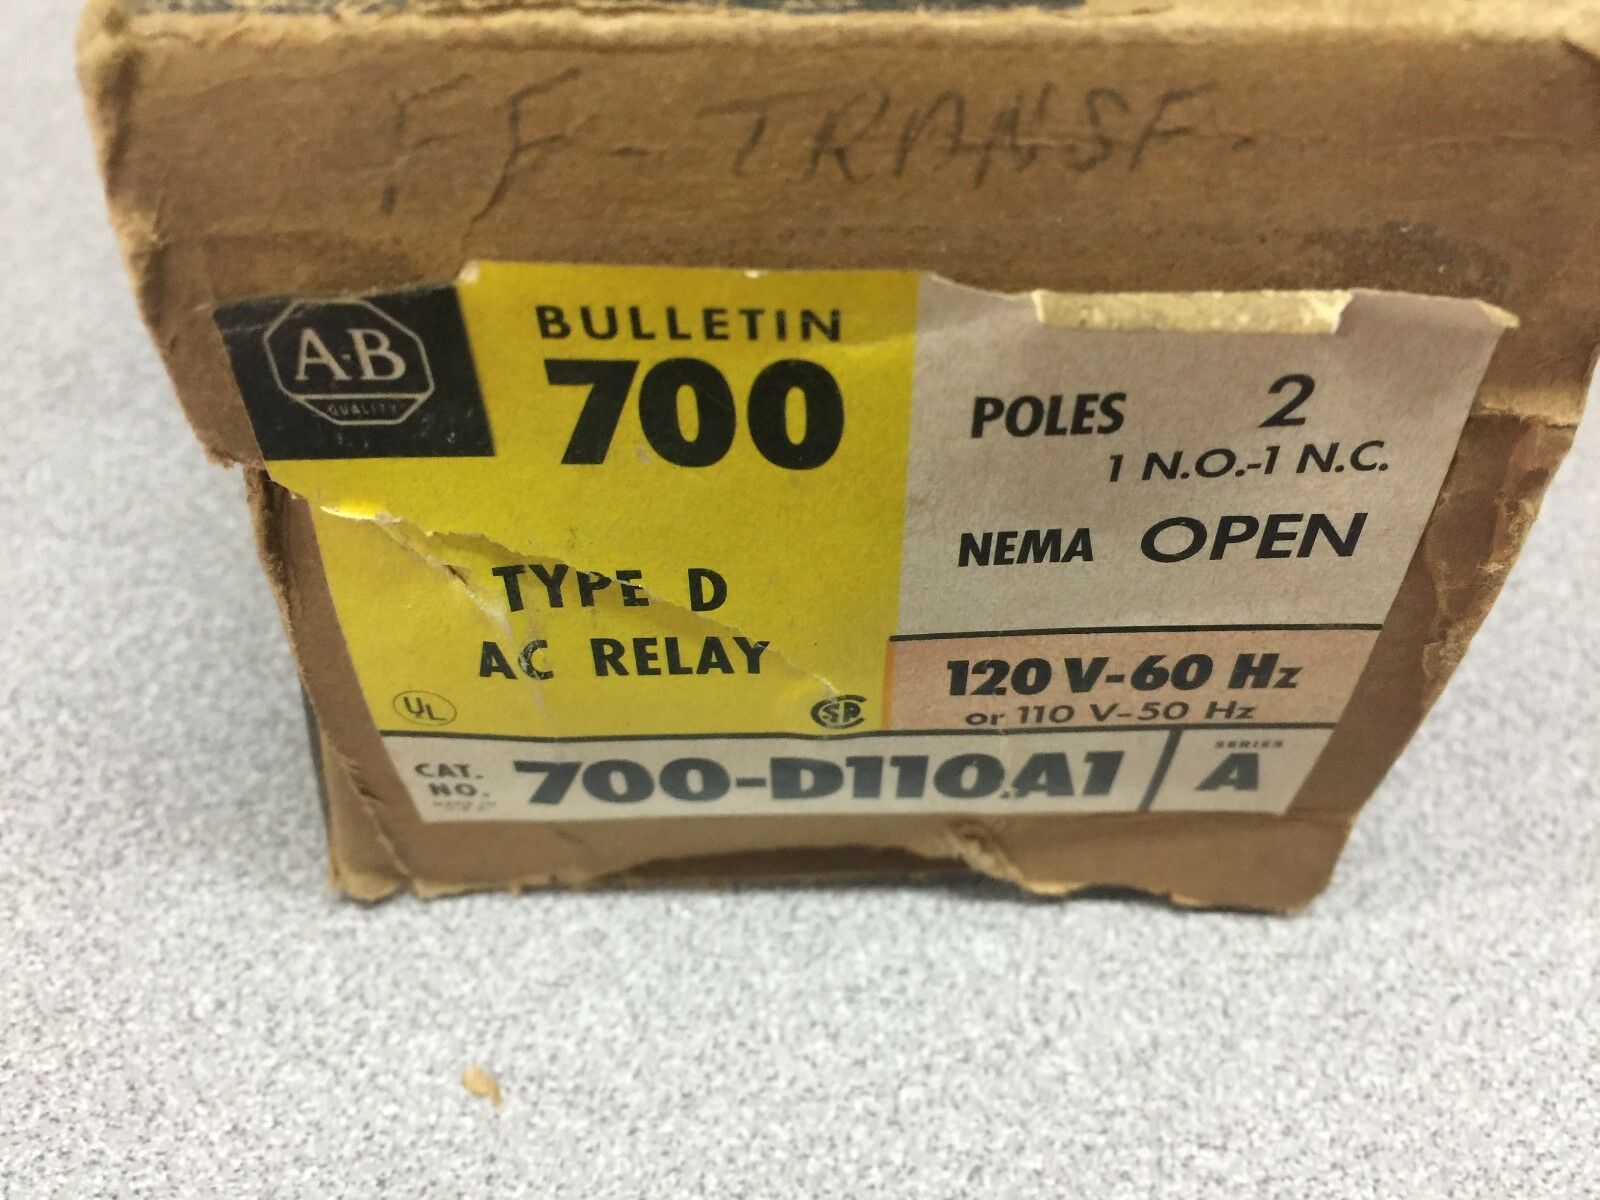 FF - TRANSF.
A-B
QUALITY
BULLETIN
700
TYPE D
AC RELAY
UL
POLES 2
1 N.O.-1 N.C.
NEMA OPEN
120 V-60 Hz
or 110 V-50 Hz
CAT. NO. 700-D110A1
SERIES
A